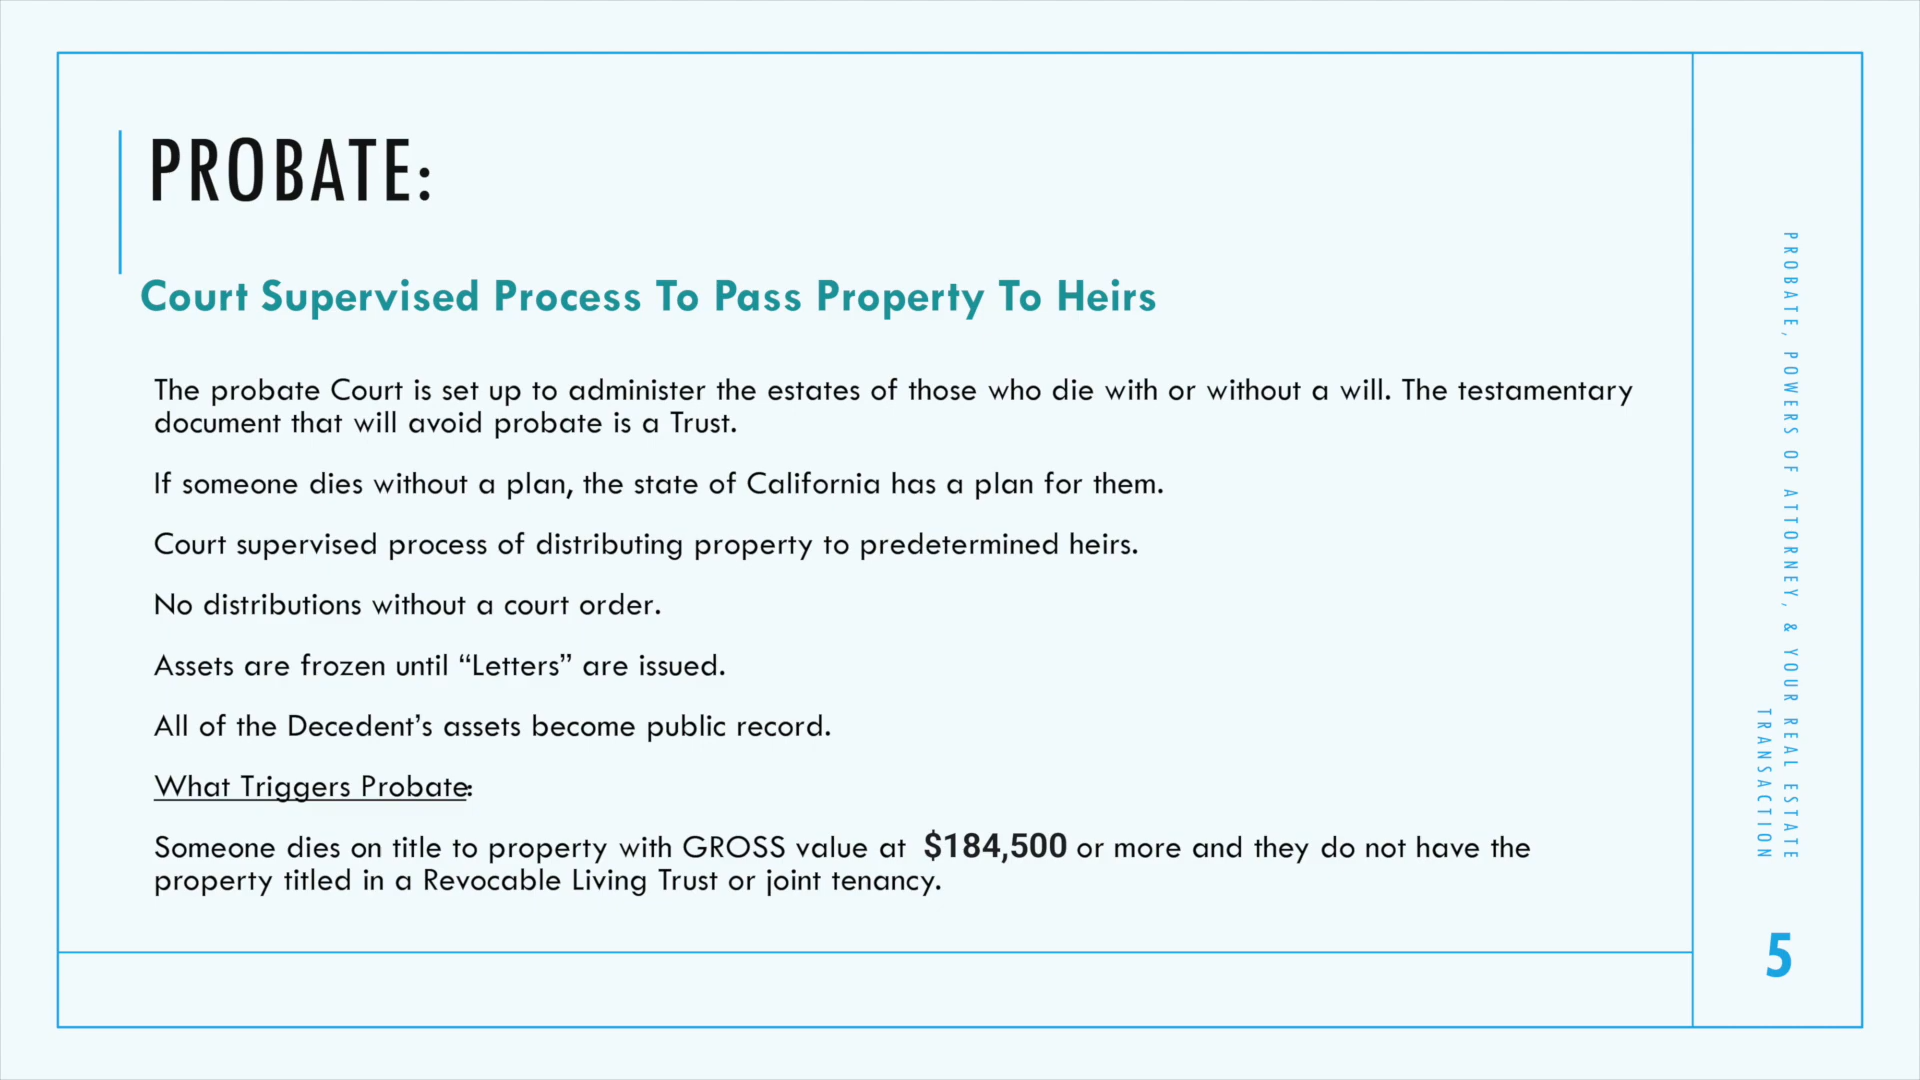 PROBATE:
Court Supervised Process To Pass Property To Heirs
The probate Court is set up to administer the estates of those who die with or without a will. The testamentary
document that will avoid probate is a Trust.
If someone dies without a plan, the state of California has a plan for them.
Court supervised process of distributing property to predetermined heirs.
No distributions without a court order.
Assets are frozen until “Letters” are issued.
All of the Decedent’s assets become public record.
What Triggers Probate:
Someone dies on title to property with GROSS value at $184,500 or more and they do not have the
property titled in a Revocable Living Trust or joint tenancy.
PROBATE, POWERS OF ATTORNEY, & YOUR REAL ESTATE
TRANSACTION
5